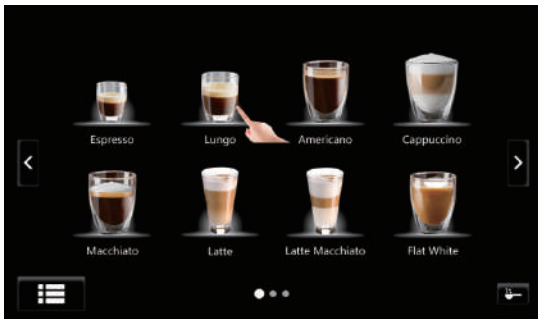 Espresso
Lungo
Americano
Cappuccino
Macchiato
Latte
Latte Macchiato
Flat White